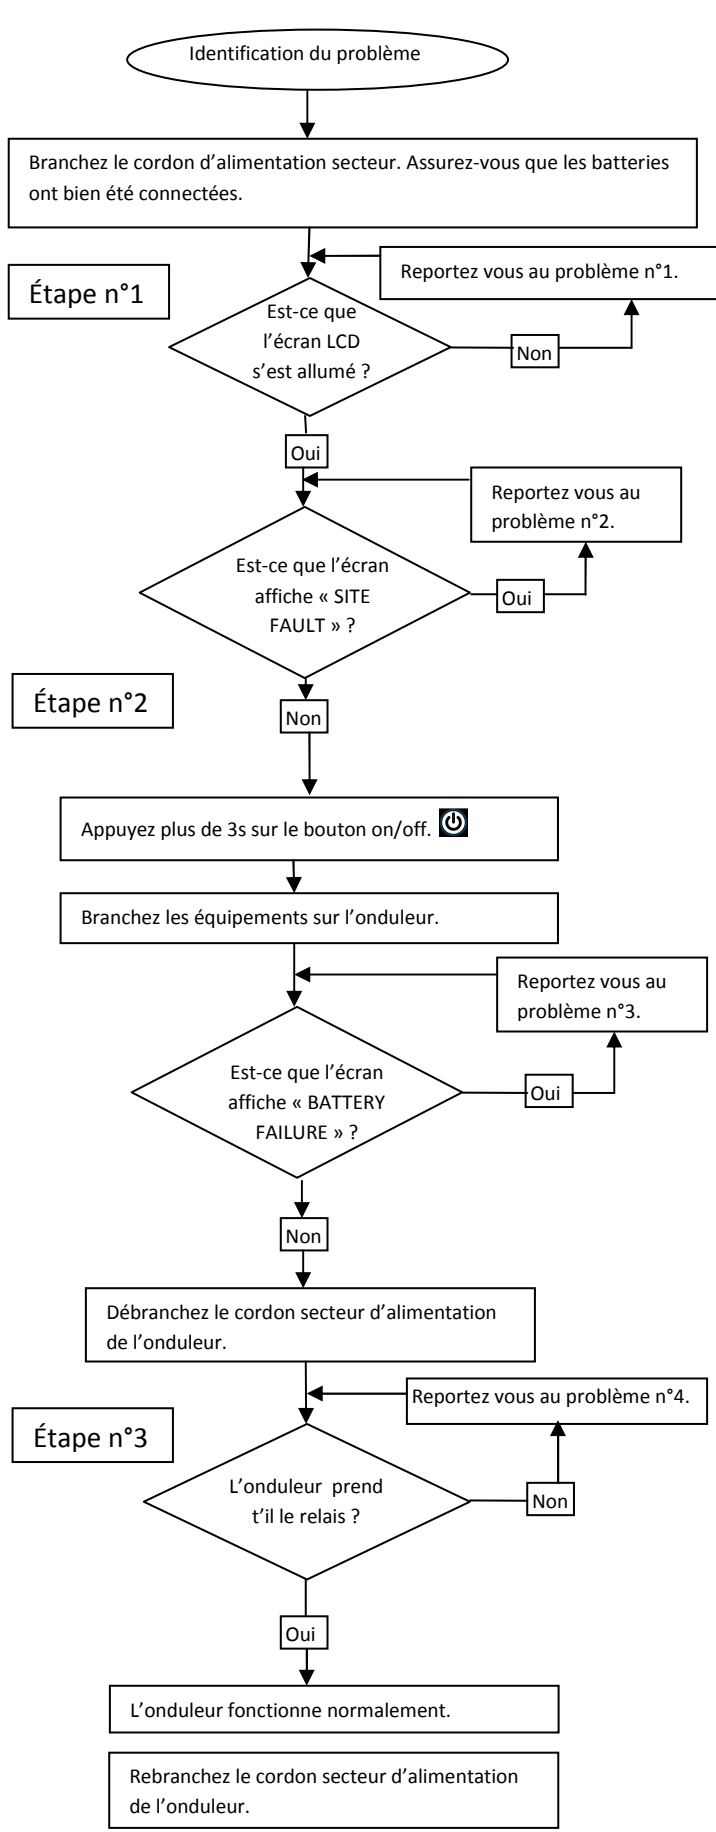 Identification du problème
Branchez le cordon d’alimentation secteur. Assurez-vous que les batteries
ont bien été connectées.
Reportez vous au problème n°1.
Étape n°1
Est-ce que
l’écran LCD
s’est allumé ?
Non
Oui
Reportez vous au
problème n°2.
Est-ce que l’écran
affiche « SITE
FAULT » ?
Oui
Étape n°2
Non
Appuyez plus de 3s sur le bouton on/off.
Branchez les équipements sur l’onduleur.
Reportez vous au
problème n°3.
Est-ce que l’écran
affiche « BATTERY
FAILURE » ?
Oui
Non
Débranchez le cordon secteur d’alimentation
de l’onduleur.
Reportez vous au problème n°4.
Étape n°3
L’onduleur prend
t’il le relais ?
Non
Oui
L’onduleur fonctionne normalement.
Rebranchez le cordon secteur d’alimentation
de l’onduleur.